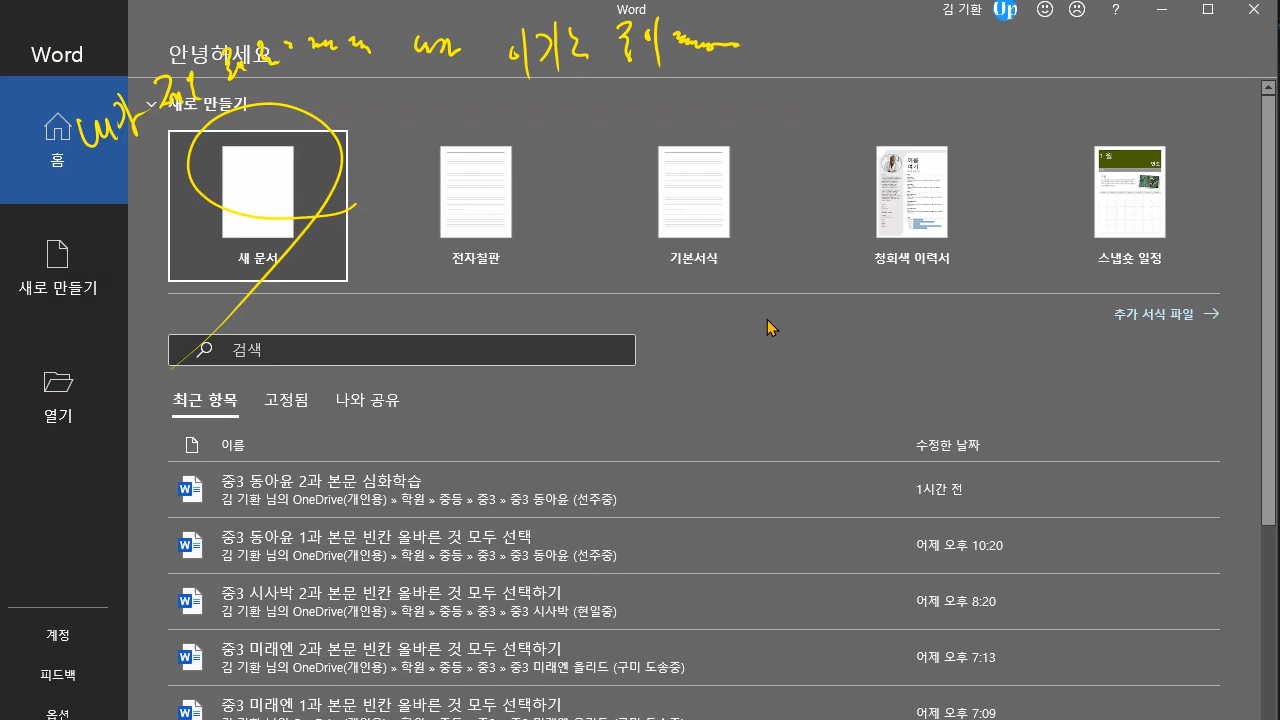 Word
김 기환
Up
?
Word
안녕하세요
새로 만들기
홈
새로 만들기
열기
계정
피드백
옵션
새 문서
전자칠판
기본서식
이름
여기
청회색 이력서
1 월
연도
스냅숏 일정
추가 서식 파일
검색
최근 항목 고정됨 나와 공유
이름 수정한 날짜
중3 동아윤 2과 본문 심화학습
김 기환 님의 OneDrive(개인용) » 학원 » 중등 » 중3 » 중3 동아윤 (선주중)
1시간 전
중3 동아윤 1과 본문 빈칸 올바른 것 모두 선택
김 기환 님의 OneDrive(개인용) » 학원 » 중등 » 중3 » 중3 동아윤 (선주중)
어제 오후 10:20
중3 시사박 2과 본문 빈칸 올바른 것 모두 선택하기
김 기환 님의 OneDrive(개인용) » 학원 » 중등 » 중3 » 중3 시사박 (현일중)
어제 오후 8:20
중3 미래엔 2과 본문 빈칸 올바른 것 모두 선택하기
김 기환 님의 OneDrive(개인용) » 학원 » 중등 » 중3 » 중3 미래엔 올리드 (구미 도송중)
어제 오후 7:13
중3 미래엔 1과 본문 빈칸 올바른 것 모두 선택하기
어제 오후 7:09